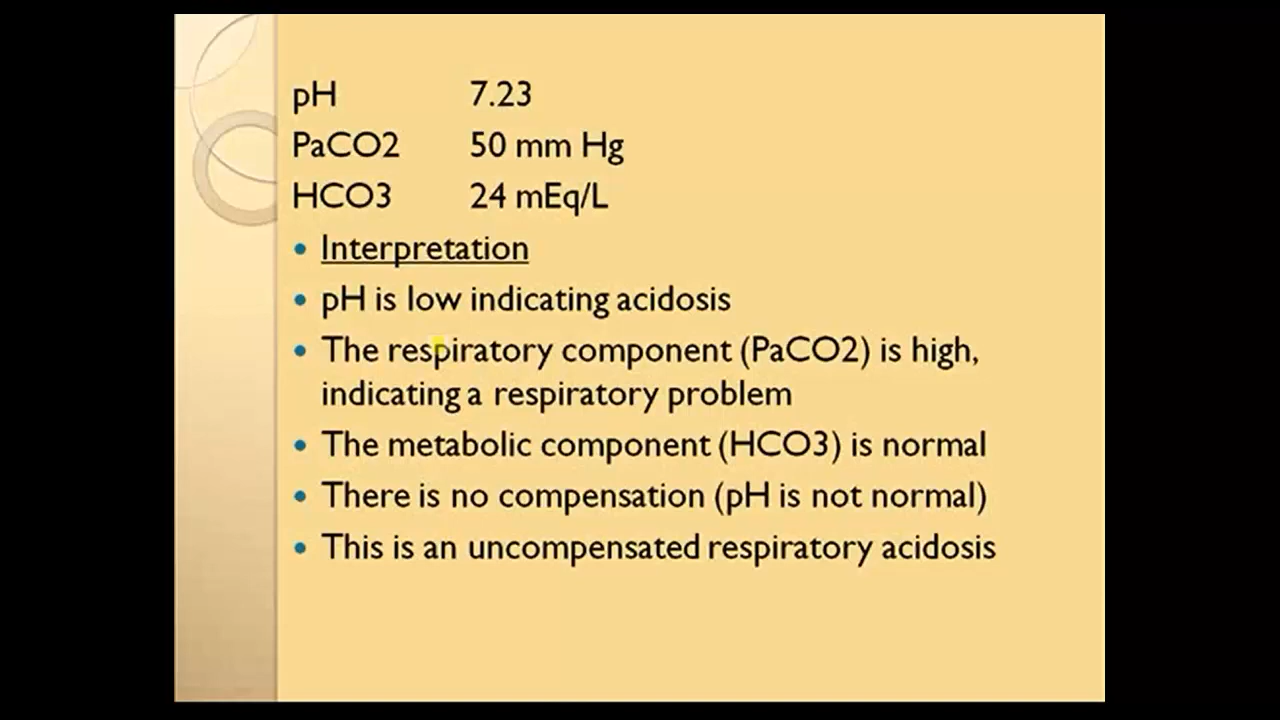 pH 7.23
PaCO2 50 mm Hg
HCO3 24 mEq/L
• Interpretation
• pH is low indicating acidosis
• The respiratory component (PaCO2) is high,
indicating a respiratory problem
• The metabolic component (HCO3) is normal
• There is no compensation (pH is not normal)
• This is an uncompensated respiratory acidosis